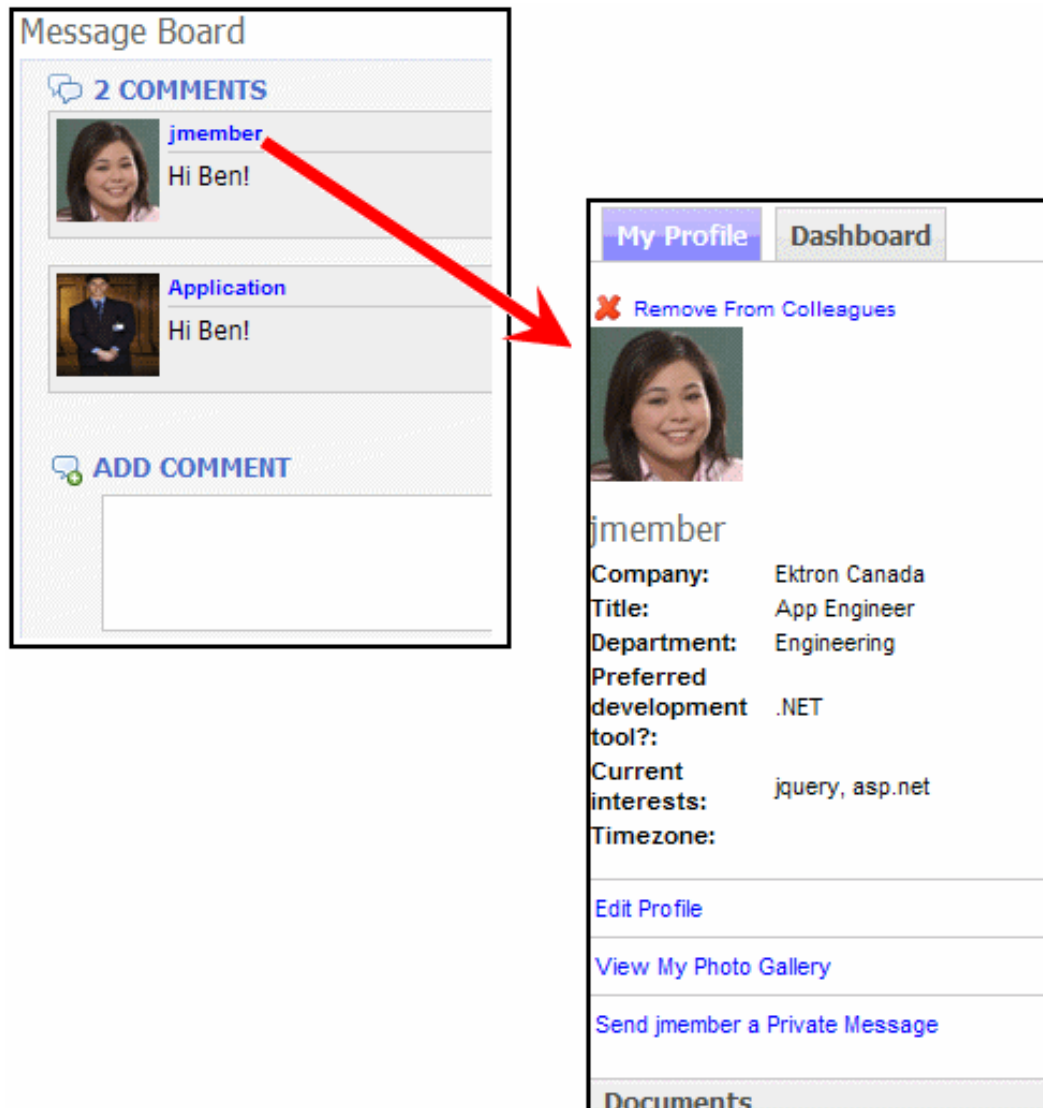 Message Board
2 COMMENTS
jmember
Hi Ben!
Application
Hi Ben!
ADD COMMENT
My Profile Dashboard
Remove From Colleagues
jmember
Company: Ektron Canada
Title: App Engineer
Department: Engineering
Preferred
development .NET
tool?:
Current
interests: jquery, asp.net
Timezone:
Edit Profile
View My Photo Gallery
Send jmember a Private Message
Documents